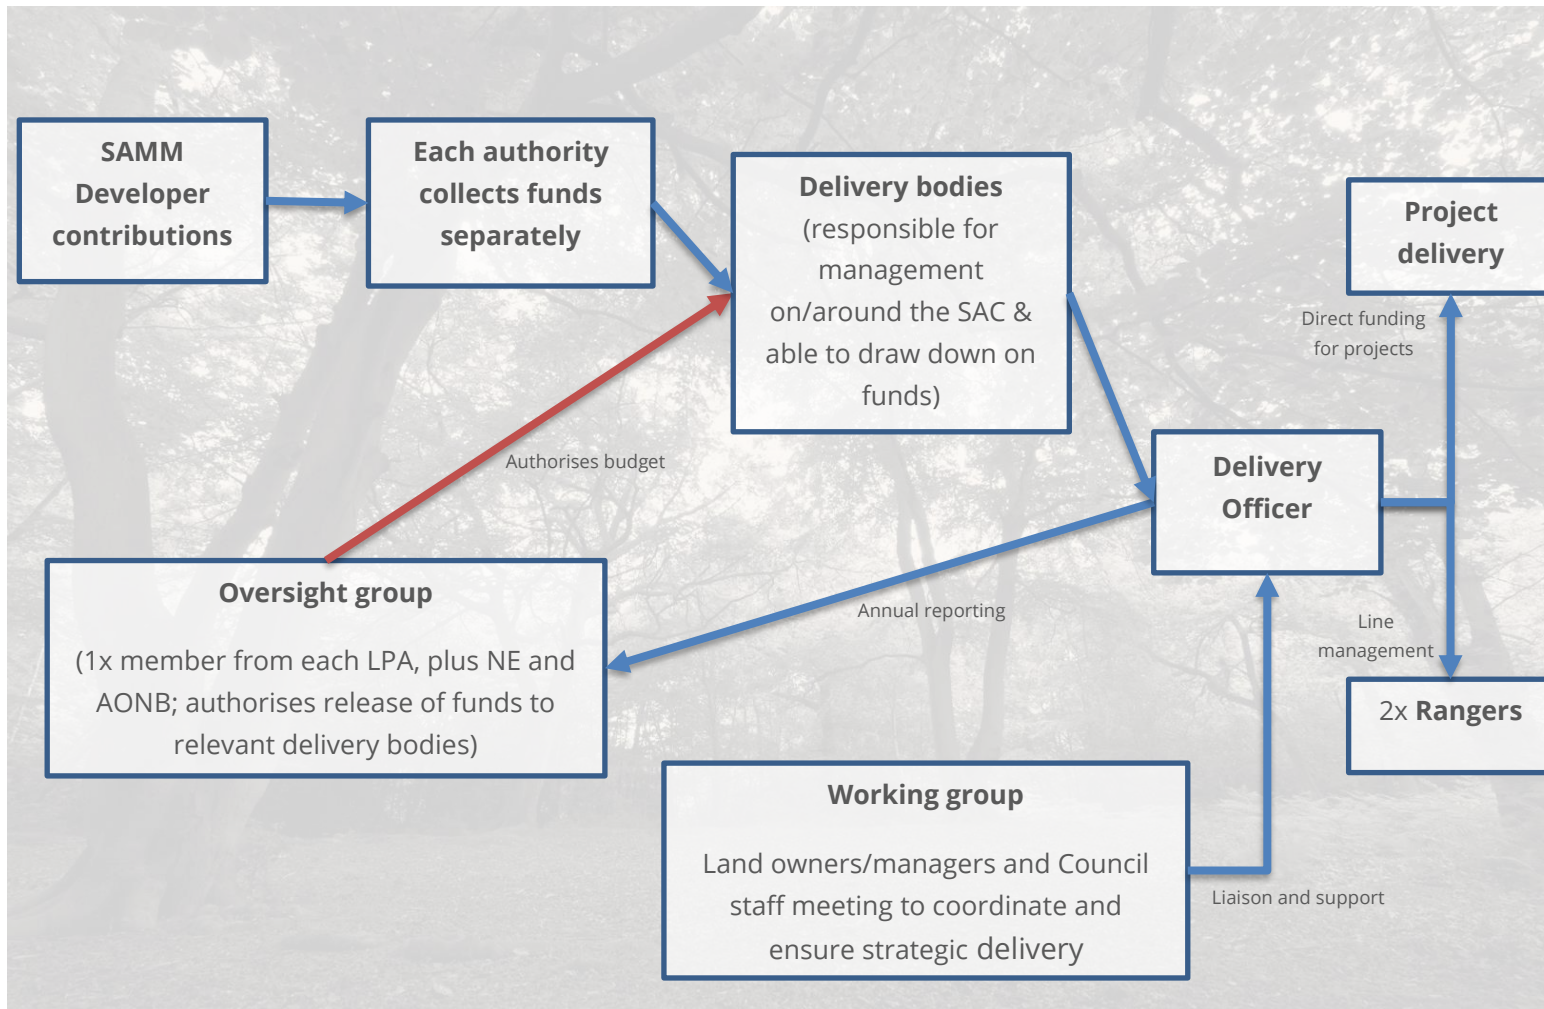 SAMM
Developer
contributions
Each authority
collects funds
separately
Delivery bodies
(responsible for
management
on/around the SAC &
able to draw down on
funds)
Project
delivery
Direct funding
for projects
Authorises budget
Delivery
Officer
Oversight group
(1x member from each LPA, plus NE and
AONB; authorises release of funds to
relevant delivery bodies)
Annual reporting
Line
management
2x Rangers
Working group
Land owners/managers and Council
staff meeting to coordinate and
ensure strategic delivery
Liaison and support